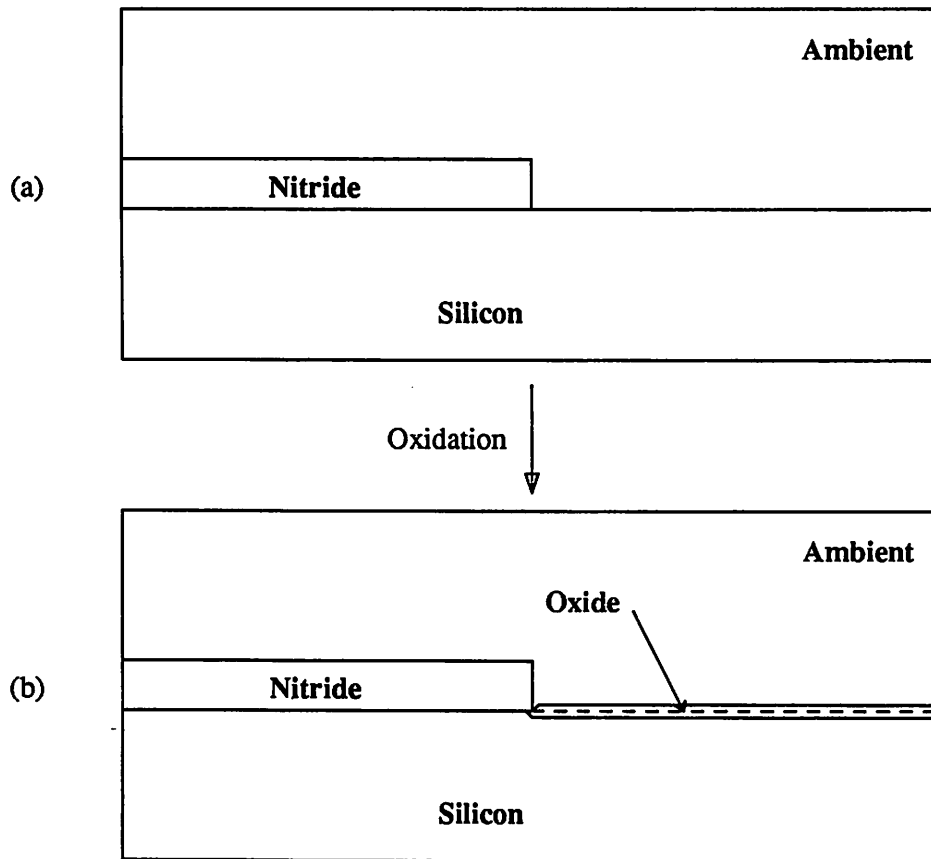 Ambient
(a)
Nitride
Silicon
Oxidation
Ambient
Oxide
(b)
Nitride
Silicon